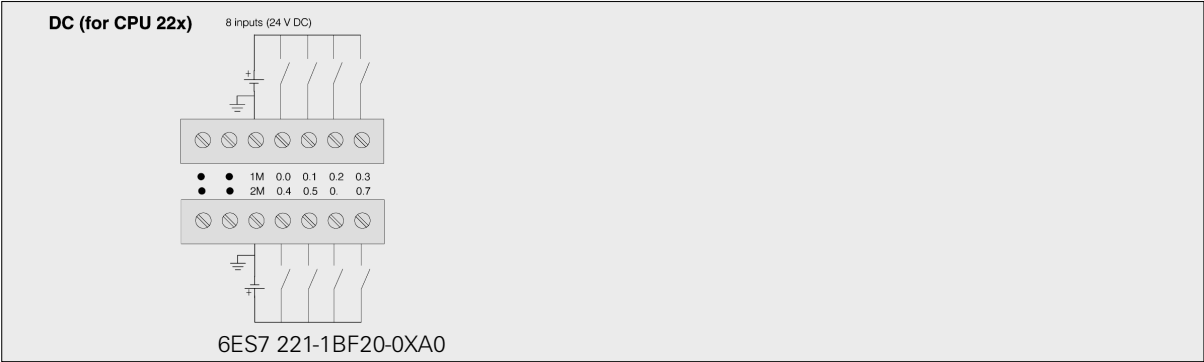 DC (for CPU 22x) 8 inputs (24 V DC)
+
● ● 1M 0.0 0.1 0.2 0.3
● ● 2M 0.4 0.5 0. 0.7
+
6ES7 221-1BF20-0XA0